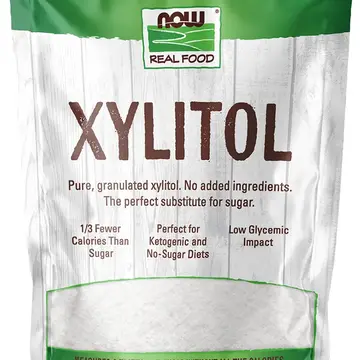 NOW®
REAL FOOD
XYLITOL
Pure, granulated xylitol. No added ingredients.
The perfect substitute for sugar.
1/3 Fewer
Calories Than
Sugar
Perfect for
Ketogenic and
No-Sugar Diets
Low Glycemic
Impact